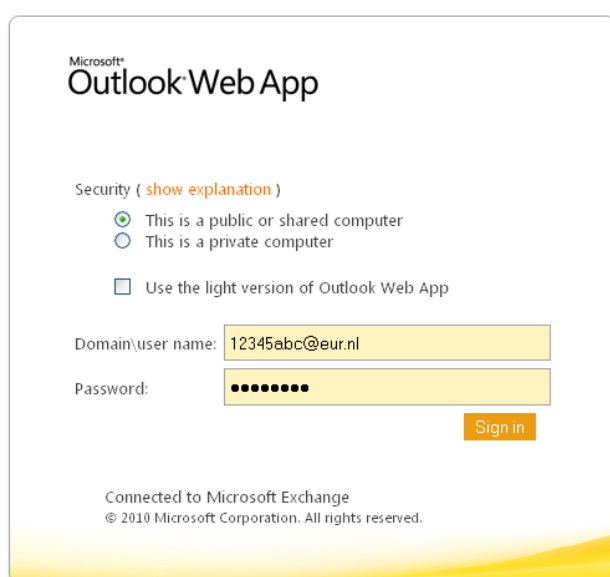 Microsoft®
Outlook Web App
Security ( show explanation )
This is a public or shared computer
This is a private computer
Use the light version of Outlook Web App
Domain\user name: 12345abc@eur.nl
Password: ●●●●●●●●
Sign in
Connected to Microsoft Exchange
© 2010 Microsoft Corporation. All rights reserved.